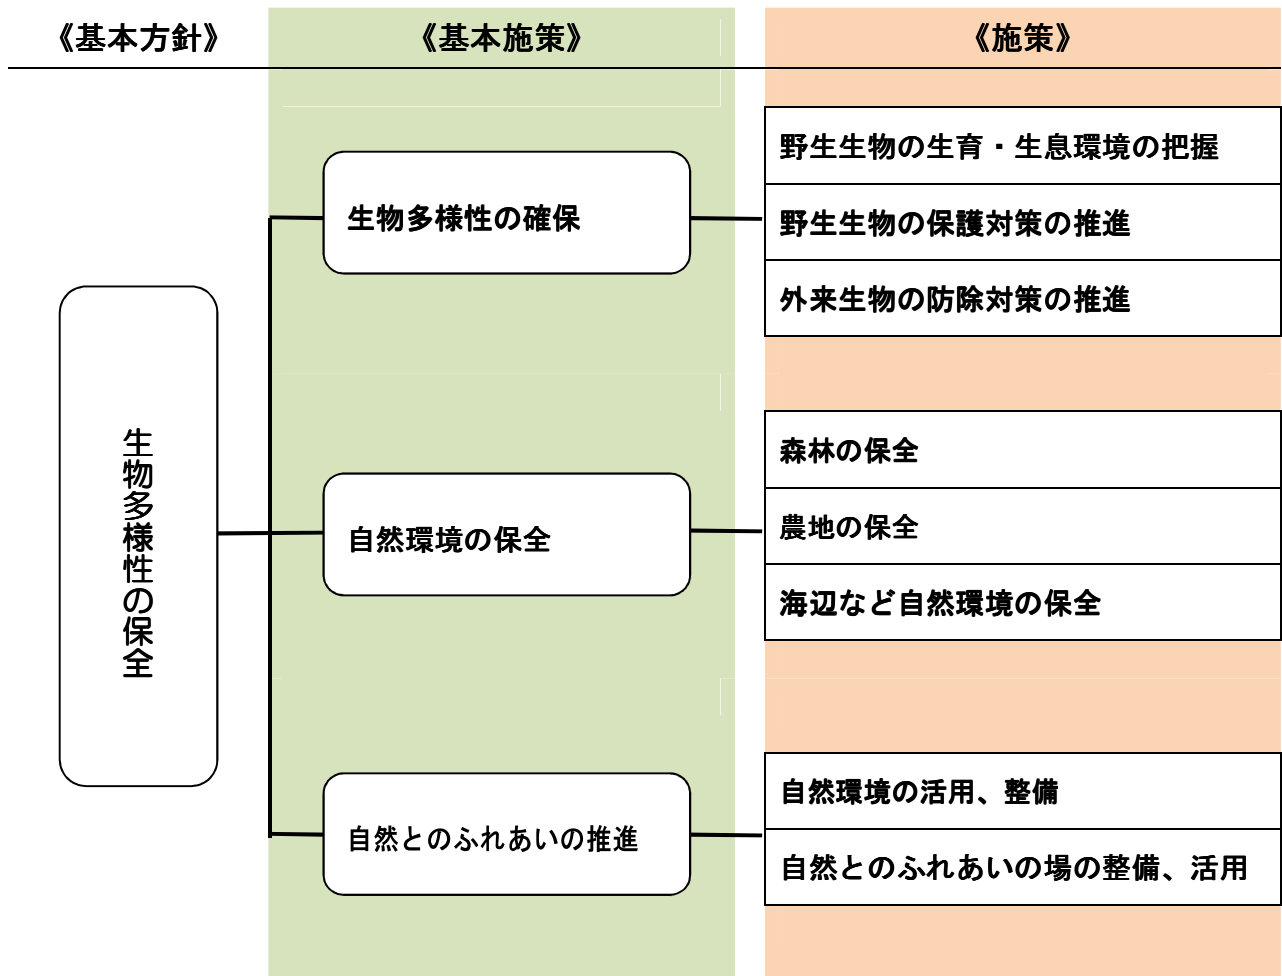 《基本方針》
《基本施策》
《施策》
生物多様性の保全
生物多様性の確保
野生生物の生育・生息環境の把握
野生生物の保護対策の推進
外来生物の防除対策の推進
自然環境の保全
森林の保全
農地の保全
海辺など自然環境の保全
自然とのふれあいの推進
自然環境の活用、整備
自然とのふれあいの場の整備、活用